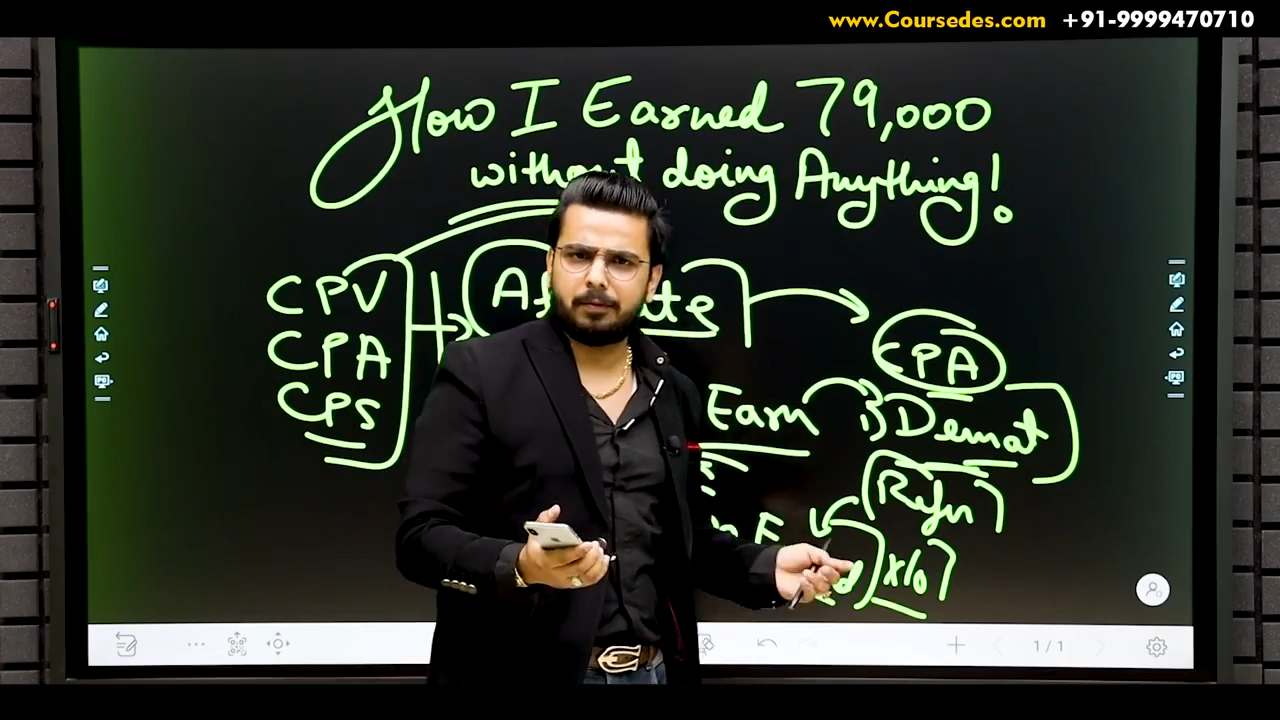 www.Coursedes.com +91-9999470710
How I Earned 79,000
without doing Anything!
CPV
CPA
CPS
CPA
Earn
Demat
Refer
1/1